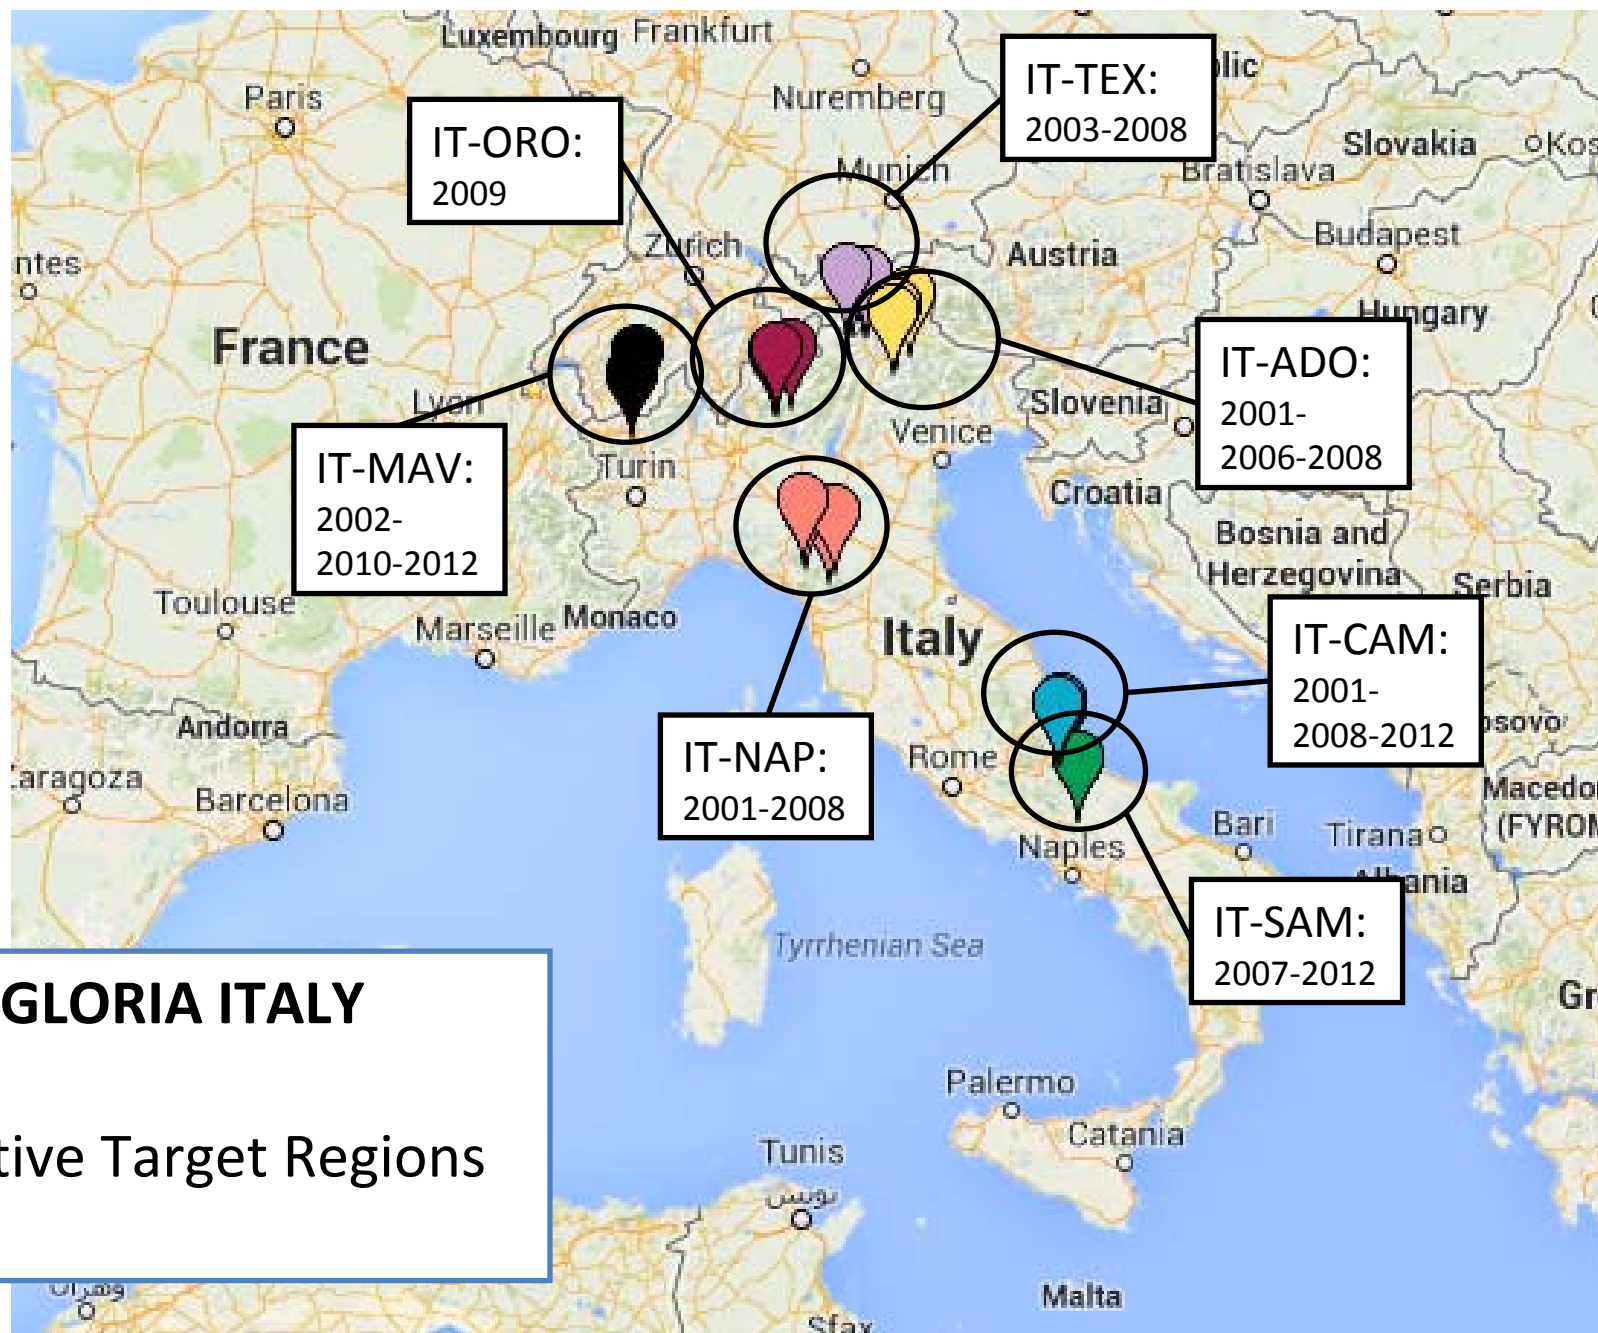 Luxembourg
Frankfurt
Paris
Nuremberg
IT-TEX:
2003-2008
IT-ORO:
2009
Munich
Slovakia
Bratislava
Zurich
Austria
Budapest
Hungary
France
Lyon
IT-MAV:
2002-
2010-2012
Turin
Venice
Slovenia
IT-ADO:
2001-
2006-2008
Croatia
Bosnia and
Herzegovina
Serbia
Toulouse
Marseille
Monaco
Italy
IT-CAM:
2001-
2008-2012
Andorra
IT-NAP:
2001-2008
Rome
Barcelona
Naples
Bari
Tirana
(FYROM
IT-SAM:
2007-2012
Tyrrhenian Sea
GLORIA ITALY
tive Target Regions
Palermo
Catania
Tunis
تونس
Malta
Sfax